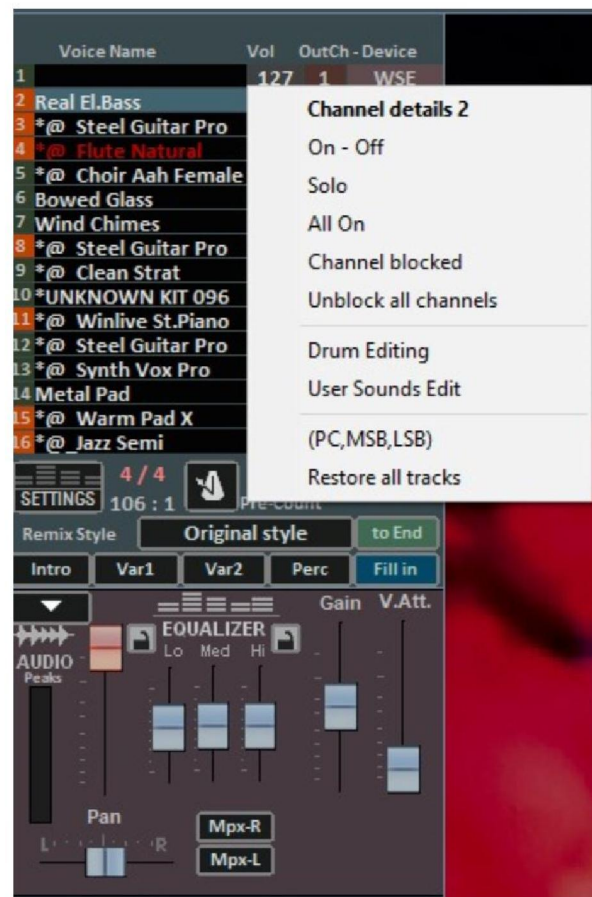 Voice Name Vol OutCh - Device
1 127 1 WSE
2 Real El.Bass
3 *@ Steel Guitar Pro
4 *@ Flute Natural
5 *@ Choir Aah Female
6 Bowed Glass
7 Wind Chimes
8 *@ Steel Guitar Pro
9 *@ Clean Strat
10 *UNKNOWN KIT 096
11 *@ Winlive St.Piano
12 *@ Steel Guitar Pro
13 *@ Synth Vox Pro
14 Metal Pad
15 *@ Warm Pad X
16 *@_Jazz Semi
Channel details 2
On - Off
Solo
All On
Channel blocked
Unblock all channels
Drum Editing
User Sounds Edit
(PC,MSB,LSB)
Restore all tracks
SETTINGS 4 / 4
106 : 1 Pre-Count
Remix Style Original style to End
Intro Var1 Var2 Perc Fill in
Gain V.Att.
AUDIO EQUALIZER
Peaks Lo Med Hi
Pan
L R
Mpx-R
Mpx-L